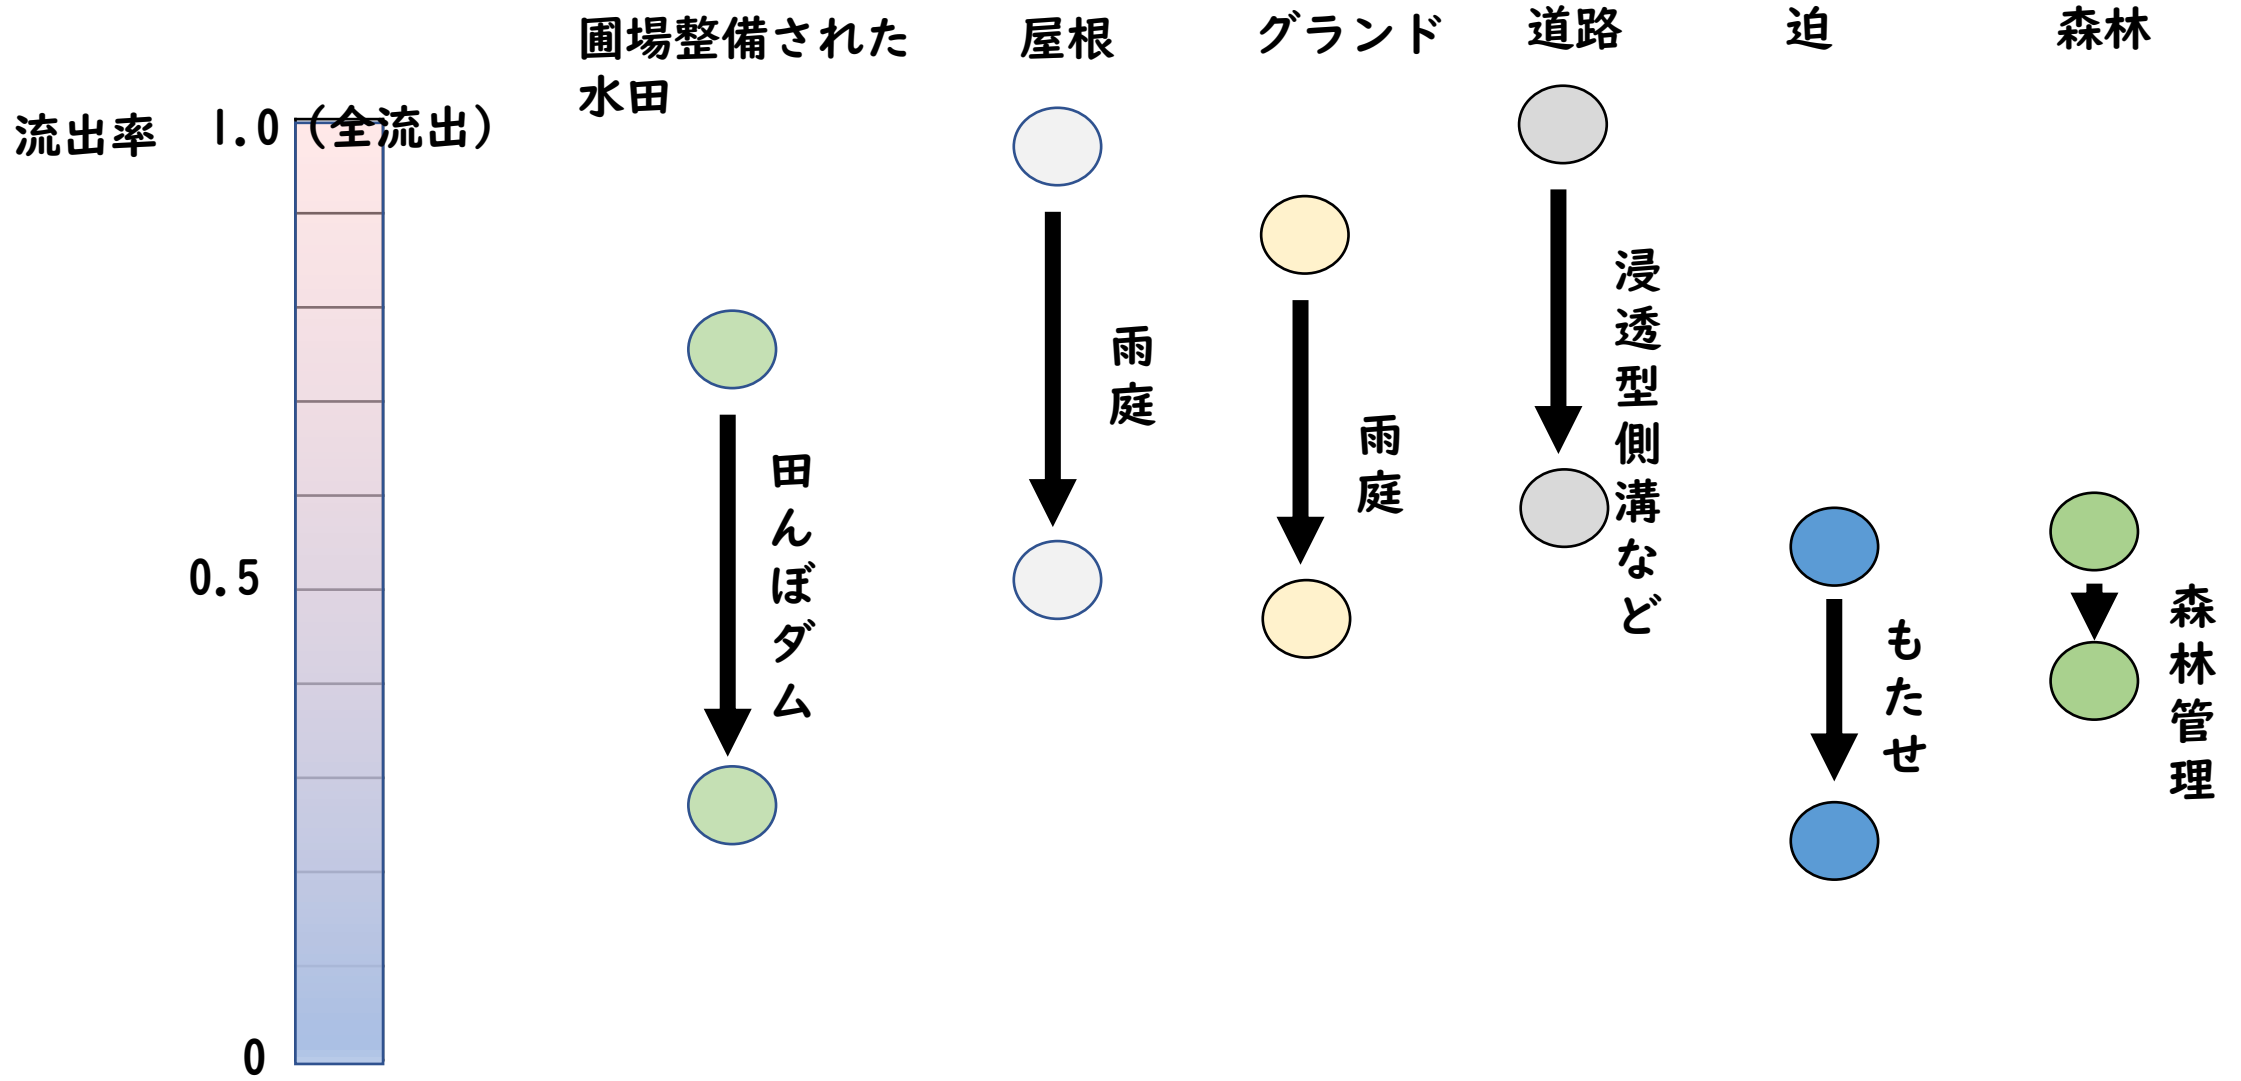 圃場整備された
水田
屋根
グランド
道路
迫
森林
流出率
1.0（全流出）
0.5
0
田んぼダム
雨庭
雨庭
浸透型側溝など
もたせ
森林管理